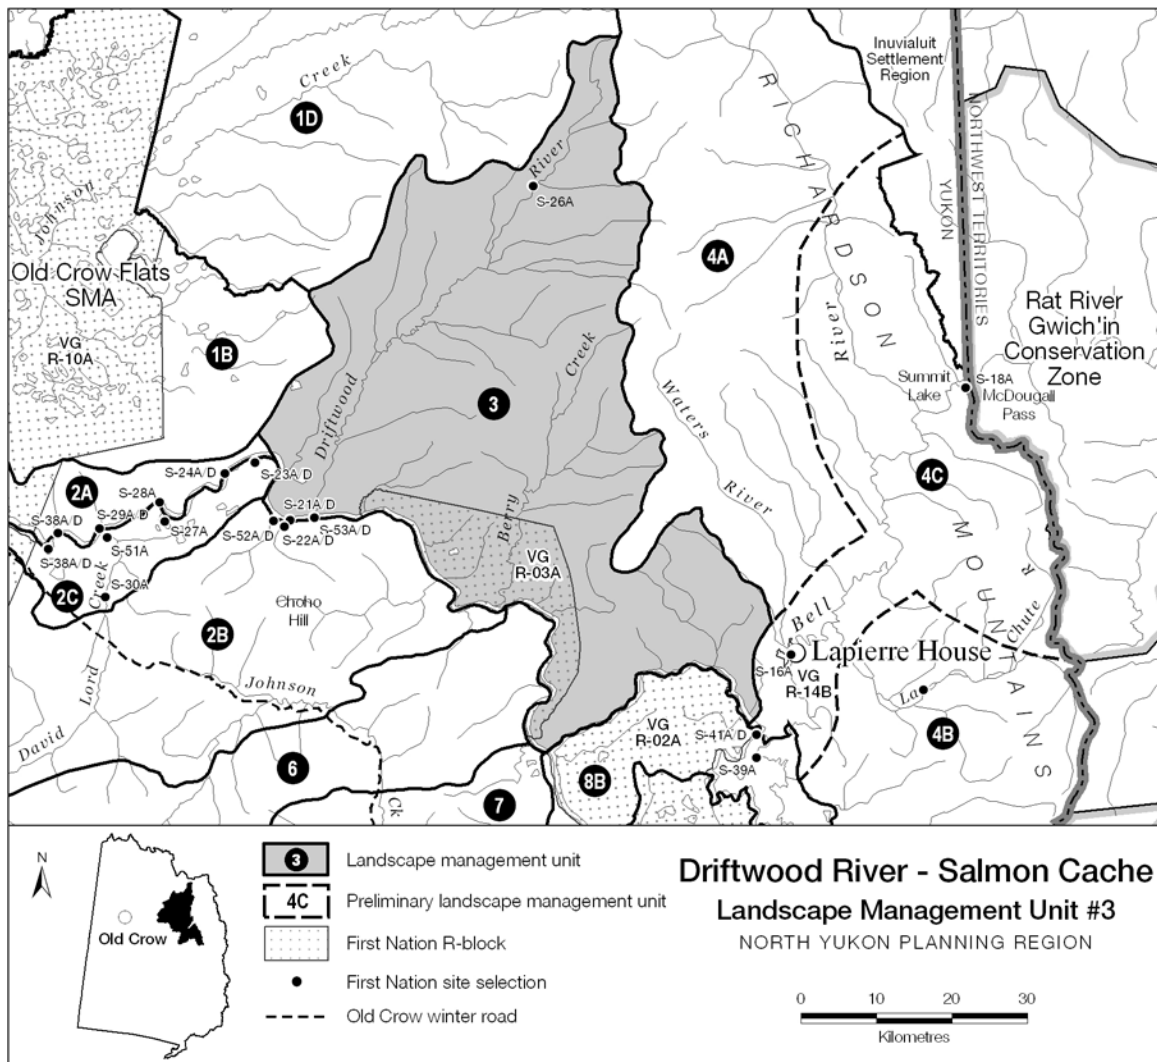 Creek
1D
RICHARDSON
Inuvialuit
Settlement
Region
NORTHWEST TERRITORIES
YUKON
River
S-26A
Johnson
Old Crow Flats
SMA
VG
R-10A
1B
4A
River
Rat River
Gwich'in
Conservation
Zone
Creek
Summit
Lake
S-18A
McDougall
Pass
3
Driftwood
Waters
River
S-24A/D
S-23A/D
2A
S-28A
S-38A/D
S-29A/D
S-27A
S-21A/D
S-52A/D
S-22A/D
S-53A/D
S-51A
S-38A/D
Berry
VG
R-03A
4C
MOUNTAINS
2C
Creek
S-30A
Choho
Hill
2B
Bell
R
Chute
La
Lapierre House
S-16A
VG
R-14B
Johnson
Lord
David
VG
R-02A
S-41A/D
S-39A
4B
6
Ck
7
8B
N
Old Crow
3 Landscape management unit
4C Preliminary landscape management unit
First Nation R-block
First Nation site selection
Old Crow winter road
Driftwood River - Salmon Cache
Landscape Management Unit #3
NORTH YUKON PLANNING REGION
0 10 20 30
Kilometres